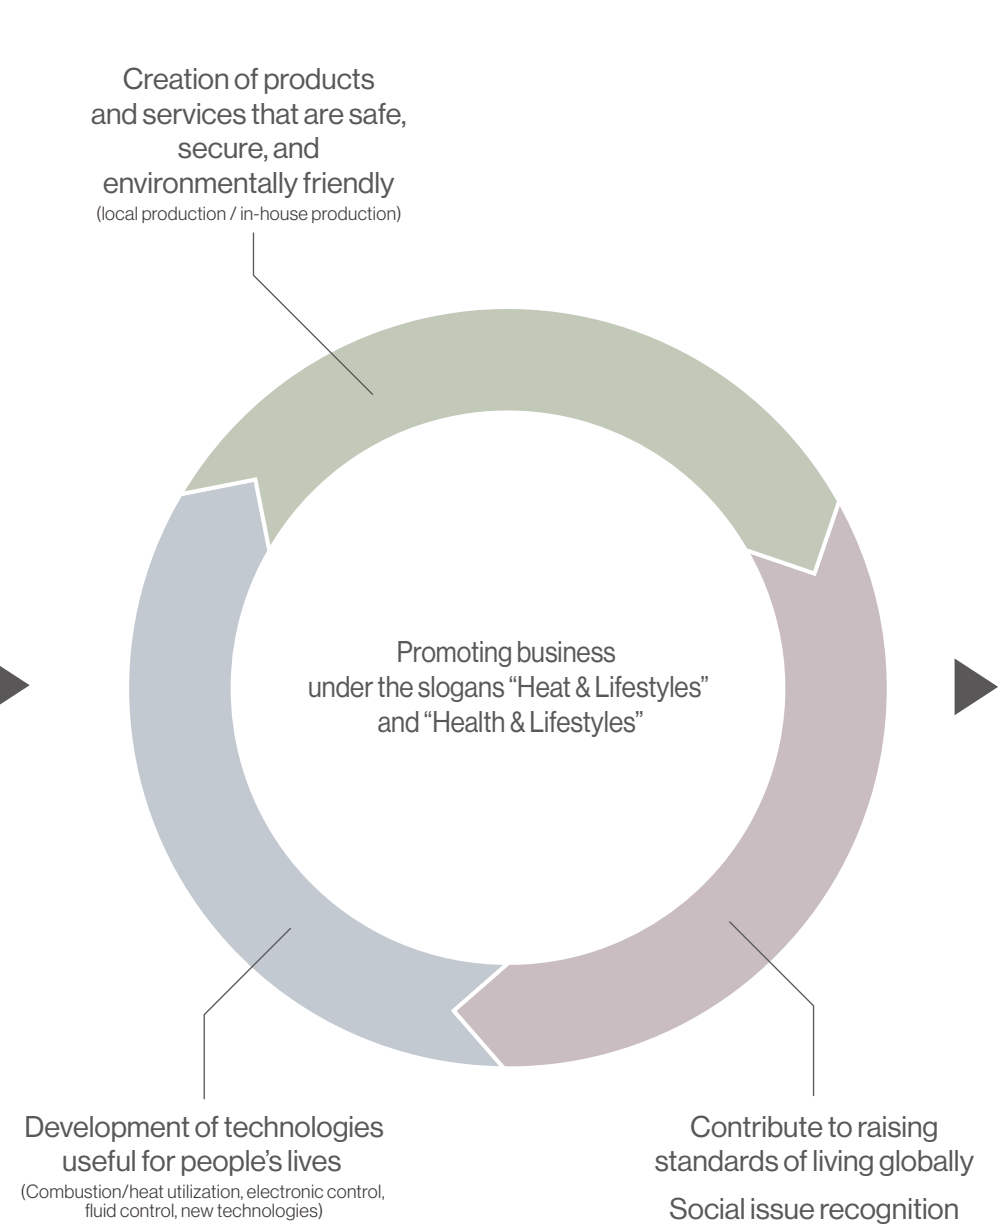 Creation of products
and services that are safe,
secure, and
environmentally friendly
(local production / in-house production)
Promoting business
under the slogans “Heat & Lifestyles”
and “Health & Lifestyles”
Development of technologies
useful for people’s lives
(Combustion/heat utilization, electronic control,
fluid control, new technologies)
Contribute to raising
standards of living globally
Social issue recognition